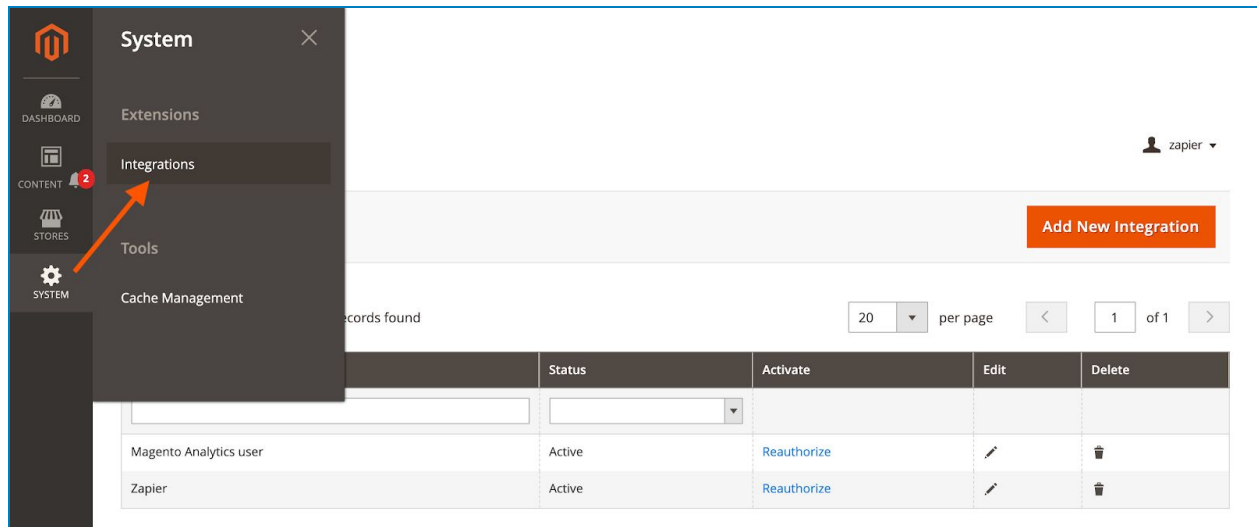 System
DASHBOARD
Extensions
zapier
Integrations
CONTENT 2
STORES
Add New Integration
Tools
SYSTEM
Cache Management
ecords found
20 per page 1 of 1
Status Activate Edit Delete
Magento Analytics user Active Reauthorize
Zapier Active Reauthorize